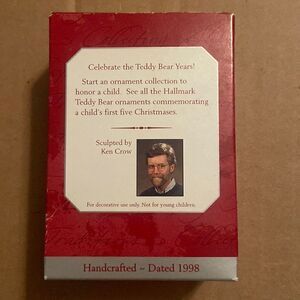 Celebrate the Teddy Bear Years!
Start an ornament collection to
honor a child. See all the Hallmark
Teddy Bear ornaments commemorating
a child's first five Christmases.
Sculpted by
Ken Crow
For decorative use only. Not for young children.
Handcrafted ~ Dated 1998